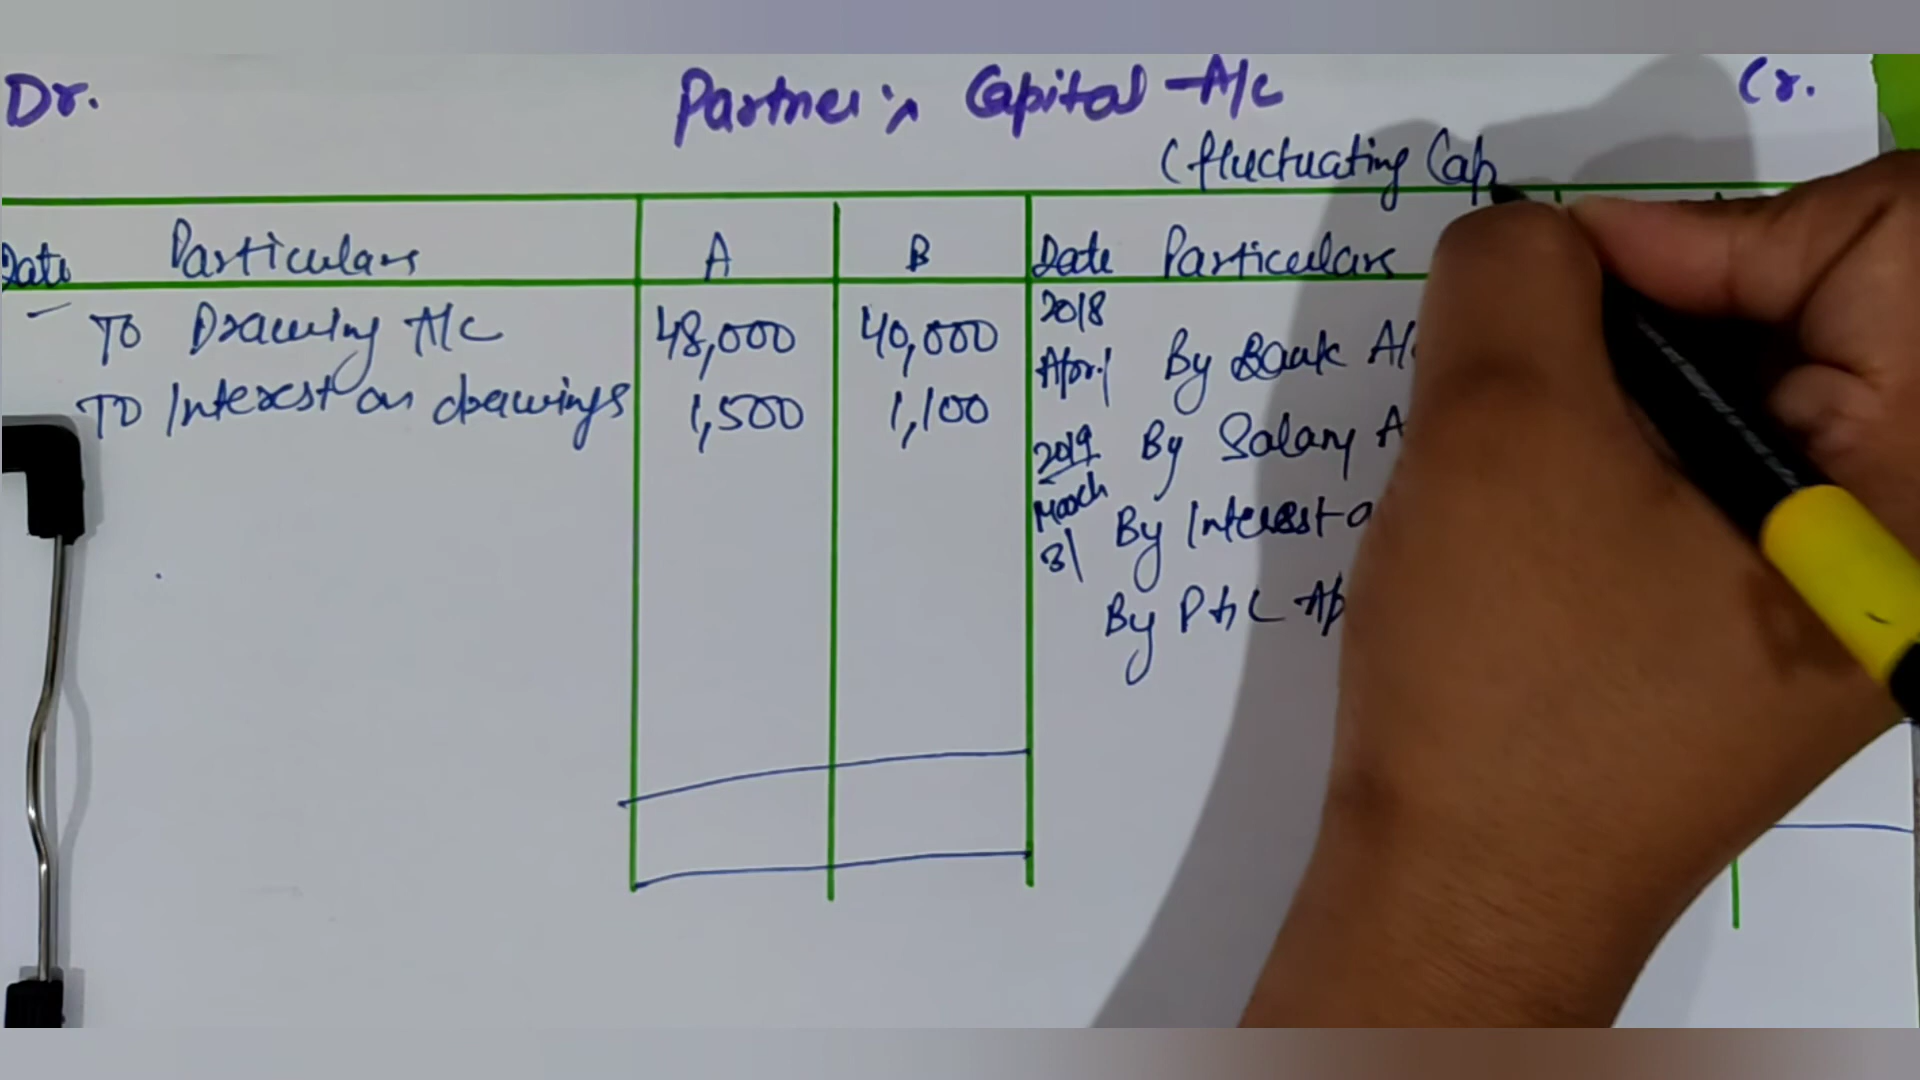 Dr. Partner's Capital A/c Cr.
(fluctuating Cap
Date Particulars A B Date Particulars
To Drawing A/c 48,000 40,000 2018 April By Bank A/c
To Interest on drawings 1,500 1,100 2019 By Salary A
March 31 By Interest o
By P & L Ap